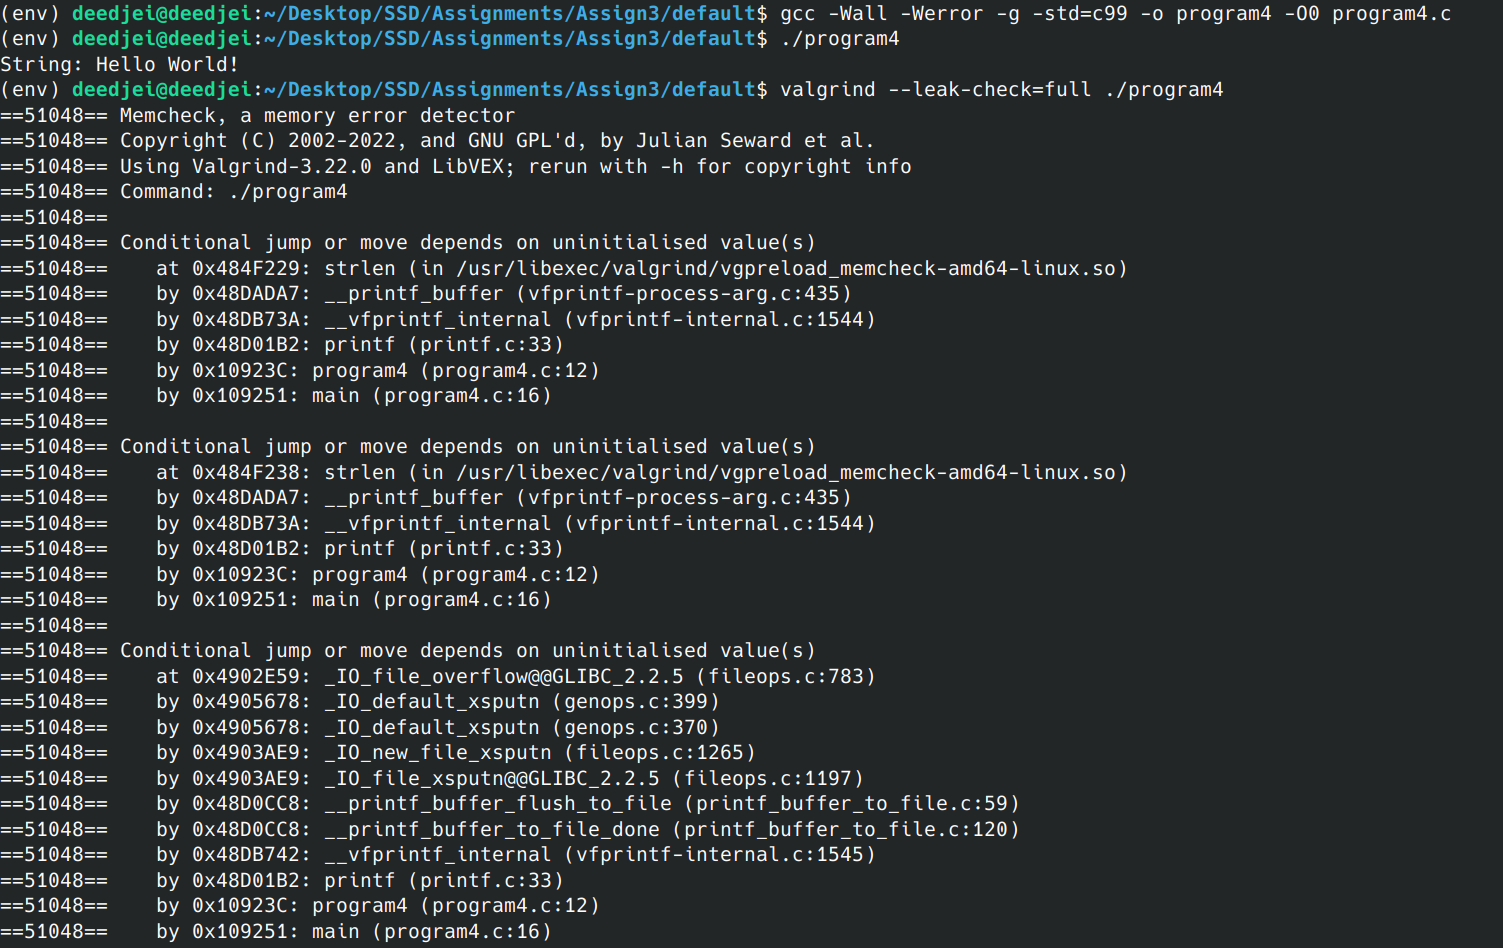 (env) deedjei@deedjei:~/Desktop/SSD/Assignments/Assign3/default$ gcc -Wall -Werror -g -std=c99 -o program4 -O0 program4.c
(env) deedjei@deedjei:~/Desktop/SSD/Assignments/Assign3/default$ ./program4
String: Hello World!
(env) deedjei@deedjei:~/Desktop/SSD/Assignments/Assign3/default$ valgrind --leak-check=full ./program4
==51048== Memcheck, a memory error detector
==51048== Copyright (C) 2002-2022, and GNU GPL'd, by Julian Seward et al.
==51048== Using Valgrind-3.22.0 and LibVEX; rerun with -h for copyright info
==51048== Command: ./program4
==51048==
==51048== Conditional jump or move depends on uninitialised value(s)
==51048==    at 0x484F229: strlen (in /usr/libexec/valgrind/vgpreload_memcheck-amd64-linux.so)
==51048==    by 0x48DADA7: __printf_buffer (vfprintf-process-arg.c:435)
==51048==    by 0x48DB73A: __vfprintf_internal (vfprintf-internal.c:1544)
==51048==    by 0x48D01B2: printf (printf.c:33)
==51048==    by 0x10923C: program4 (program4.c:12)
==51048==    by 0x109251: main (program4.c:16)
==51048==
==51048== Conditional jump or move depends on uninitialised value(s)
==51048==    at 0x484F238: strlen (in /usr/libexec/valgrind/vgpreload_memcheck-amd64-linux.so)
==51048==    by 0x48DADA7: __printf_buffer (vfprintf-process-arg.c:435)
==51048==    by 0x48DB73A: __vfprintf_internal (vfprintf-internal.c:1544)
==51048==    by 0x48D01B2: printf (printf.c:33)
==51048==    by 0x10923C: program4 (program4.c:12)
==51048==    by 0x109251: main (program4.c:16)
==51048==
==51048== Conditional jump or move depends on uninitialised value(s)
==51048==    at 0x4902E59: _IO_file_overflow@@GLIBC_2.2.5 (fileops.c:783)
==51048==    by 0x4905678: _IO_default_xsputn (genops.c:399)
==51048==    by 0x4905678: _IO_default_xsputn (genops.c:370)
==51048==    by 0x4903AE9: _IO_new_file_xsputn (fileops.c:1265)
==51048==    by 0x4903AE9: _IO_file_xsputn@@GLIBC_2.2.5 (fileops.c:1197)
==51048==    by 0x48D0CC8: __printf_buffer_flush_to_file (printf_buffer_to_file.c:59)
==51048==    by 0x48D0CC8: __printf_buffer_to_file_done (printf_buffer_to_file.c:120)
==51048==    by 0x48DB742: __vfprintf_internal (vfprintf-internal.c:1545)
==51048==    by 0x48D01B2: printf (printf.c:33)
==51048==    by 0x10923C: program4 (program4.c:12)
==51048==    by 0x109251: main (program4.c:16)